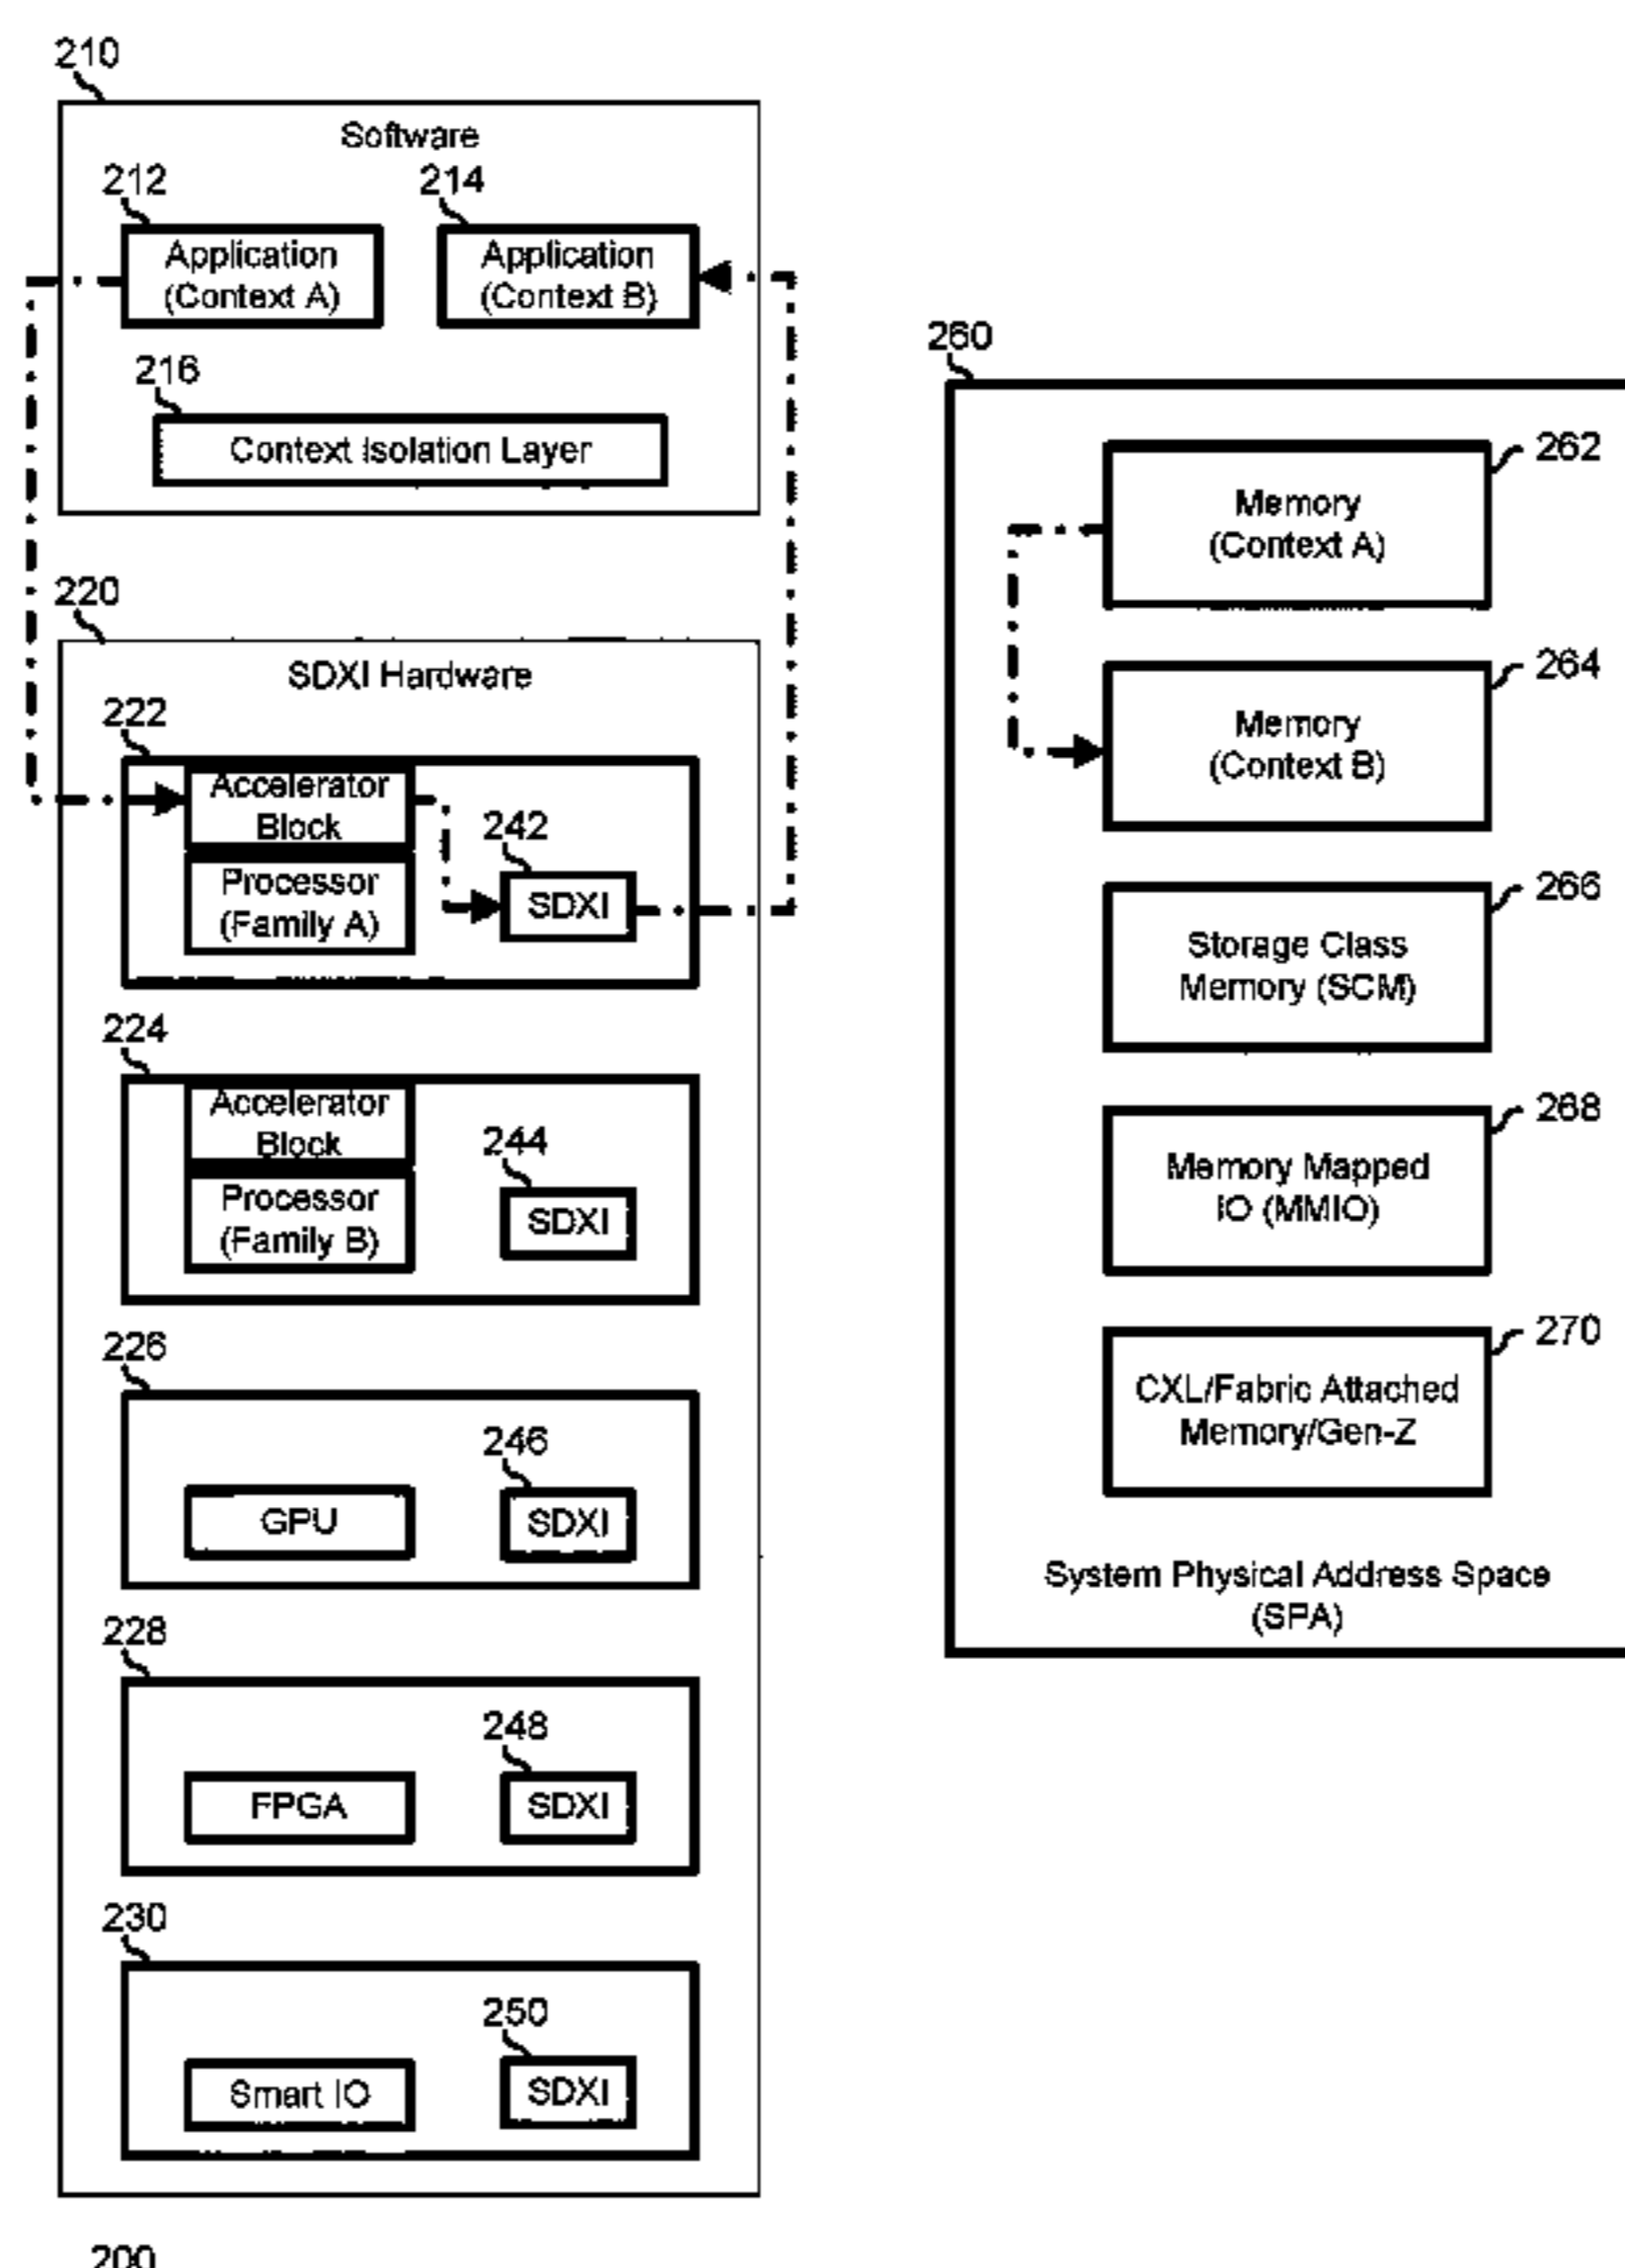 210
Software
212
214
Application
(Context A)
Application
(Context B)
216
Context Isolation Layer
220
SDXI Hardware
222
Accelerator
Block
Processor
(Family A)
242
SDXI
224
Accelerator
Block
Processor
(Family B)
244
SDXI
226
GPU
246
SDXI
228
FPGA
248
SDXI
230
Smart IO
250
SDXI
200
260
262
Memory
(Context A)
264
Memory
(Context B)
266
Storage Class
Memory (SCM)
268
Memory Mapped
IO (MMIO)
270
CXL/Fabric Attached
Memory/Gen-Z
System Physical Address Space
(SPA)